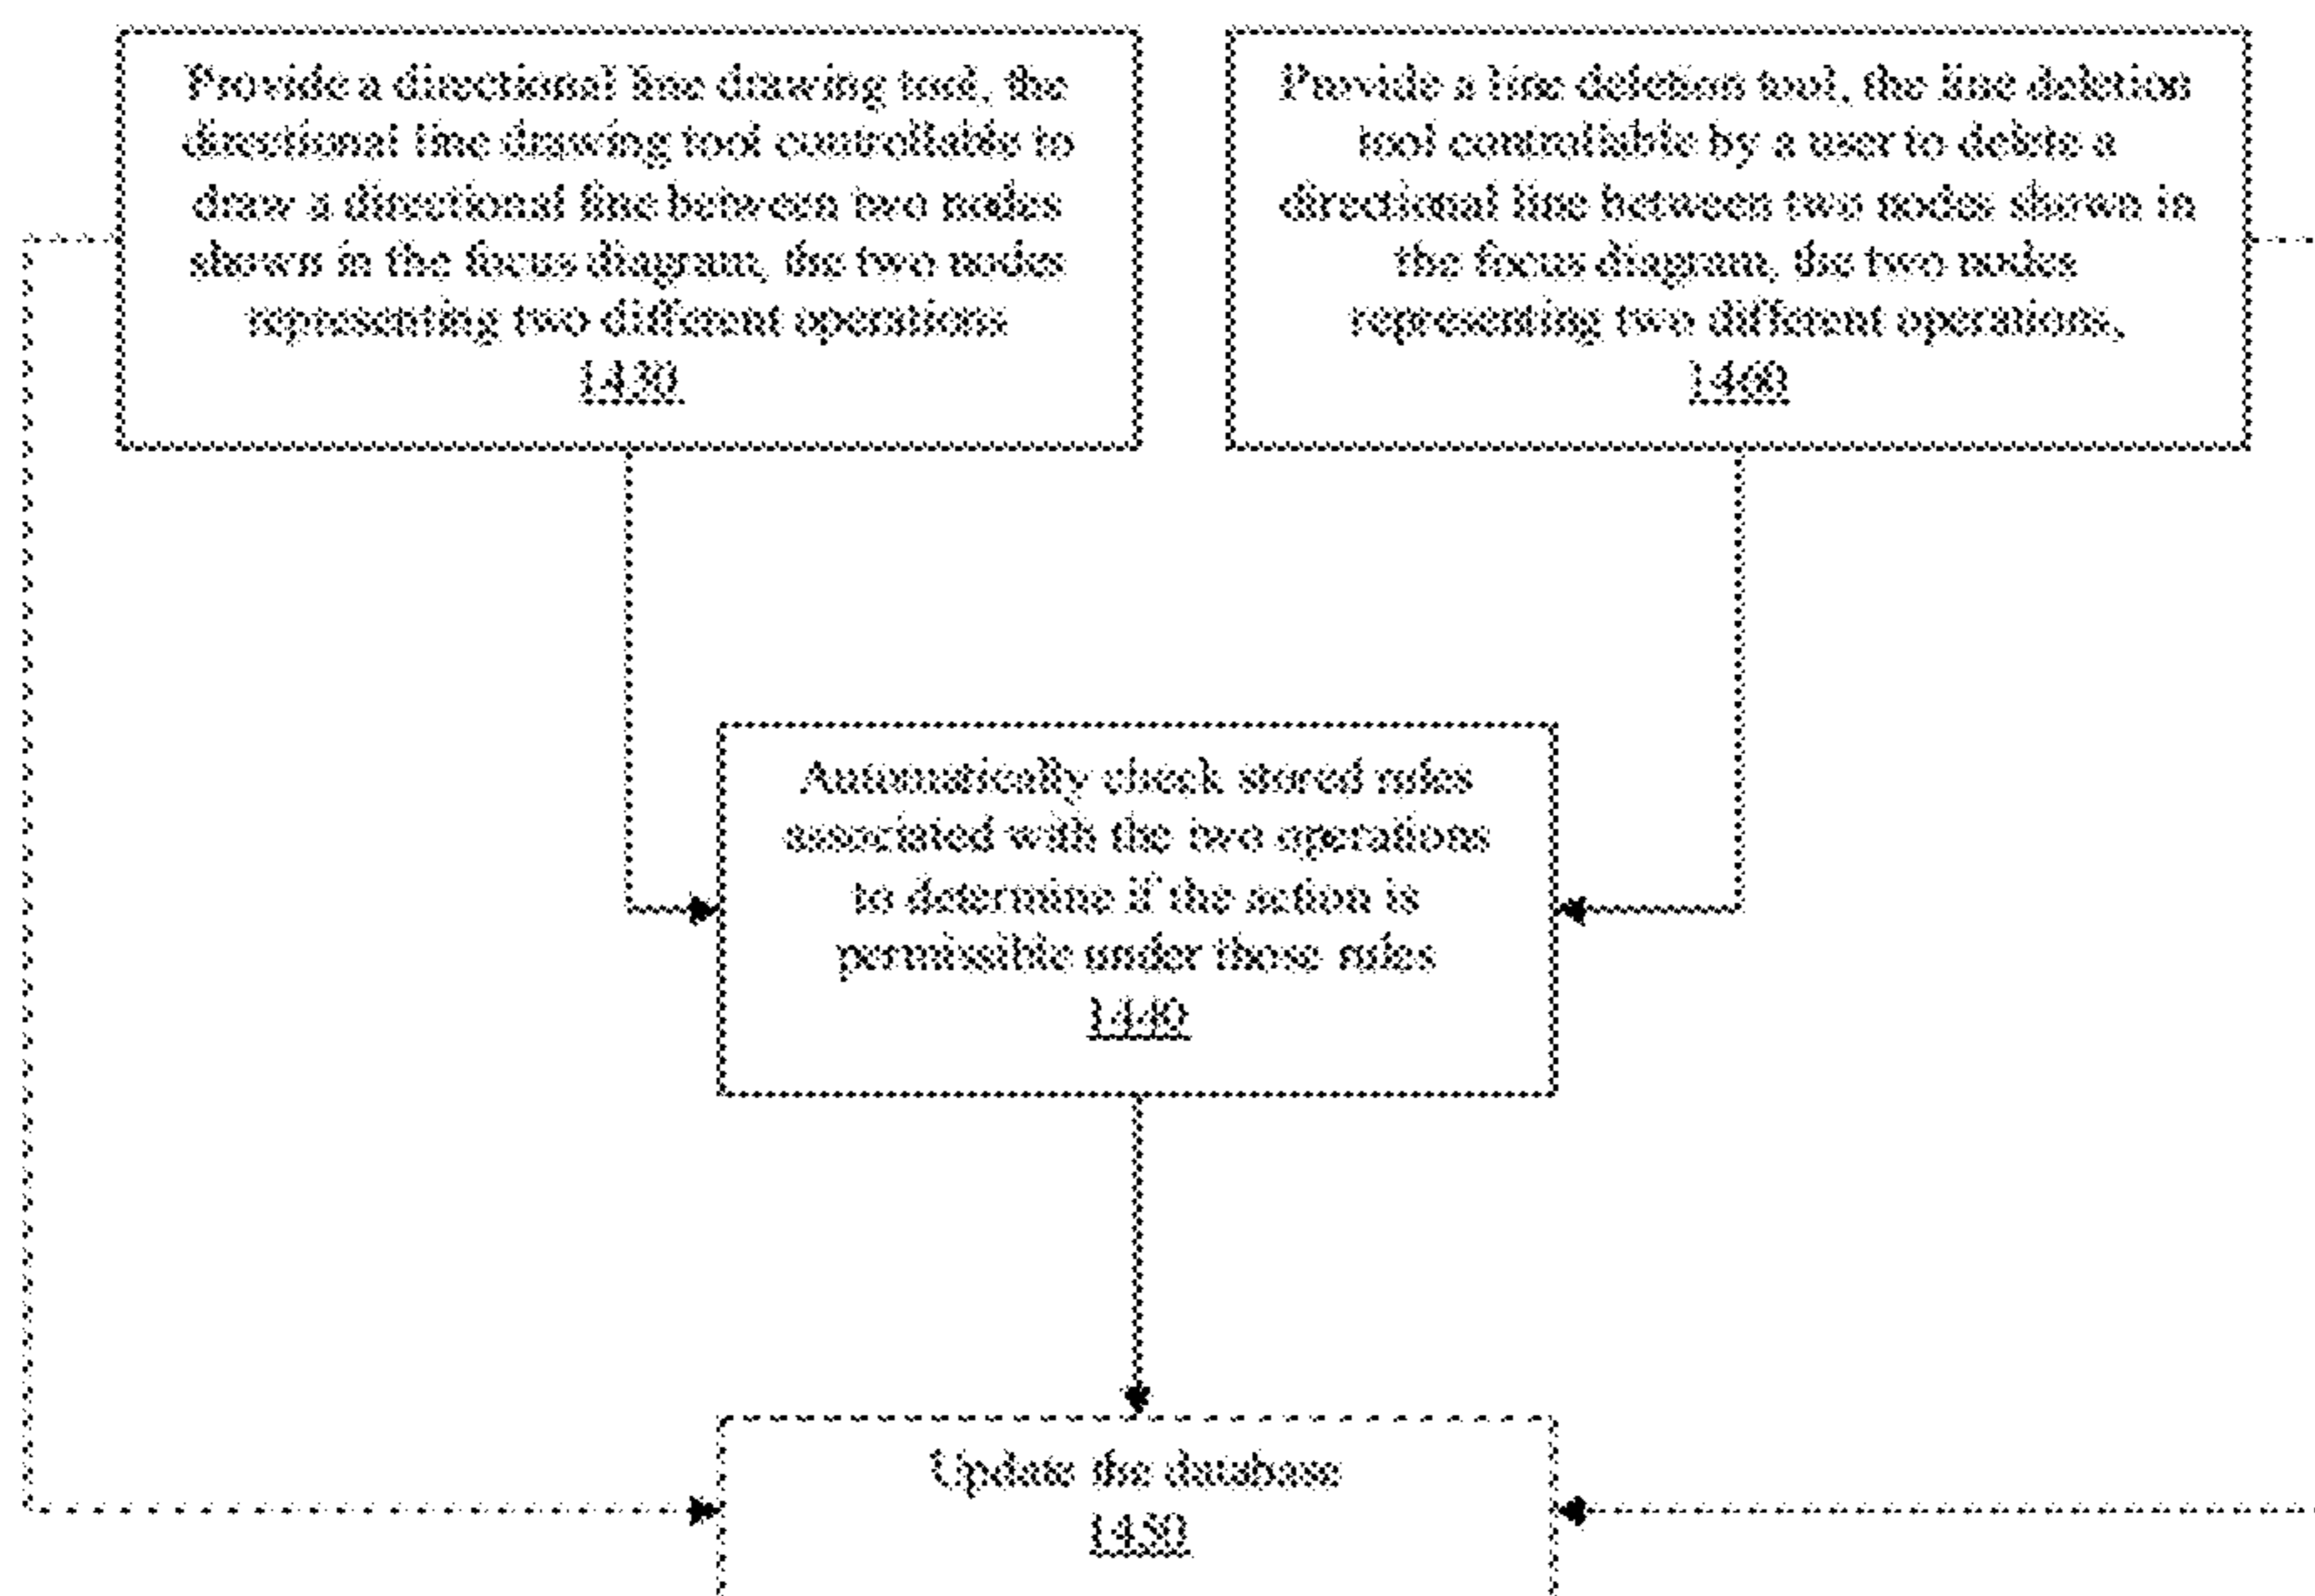 Provide a directional line drawing tool, the
directional line drawing tool controllable to
draw a directional line between two nodes
shown in the focus diagram, the two nodes
representing two different operations
1430
Provide a line deletion tool, the line deletion
tool controllable by a user to delete a
directional line between two nodes shown in
the focus diagram, the two nodes
representing two different operations,
1460
Automatically check stored rules
associated with the two operations
to determine if the action is
permissible under those rules
1440
Update the database
1450